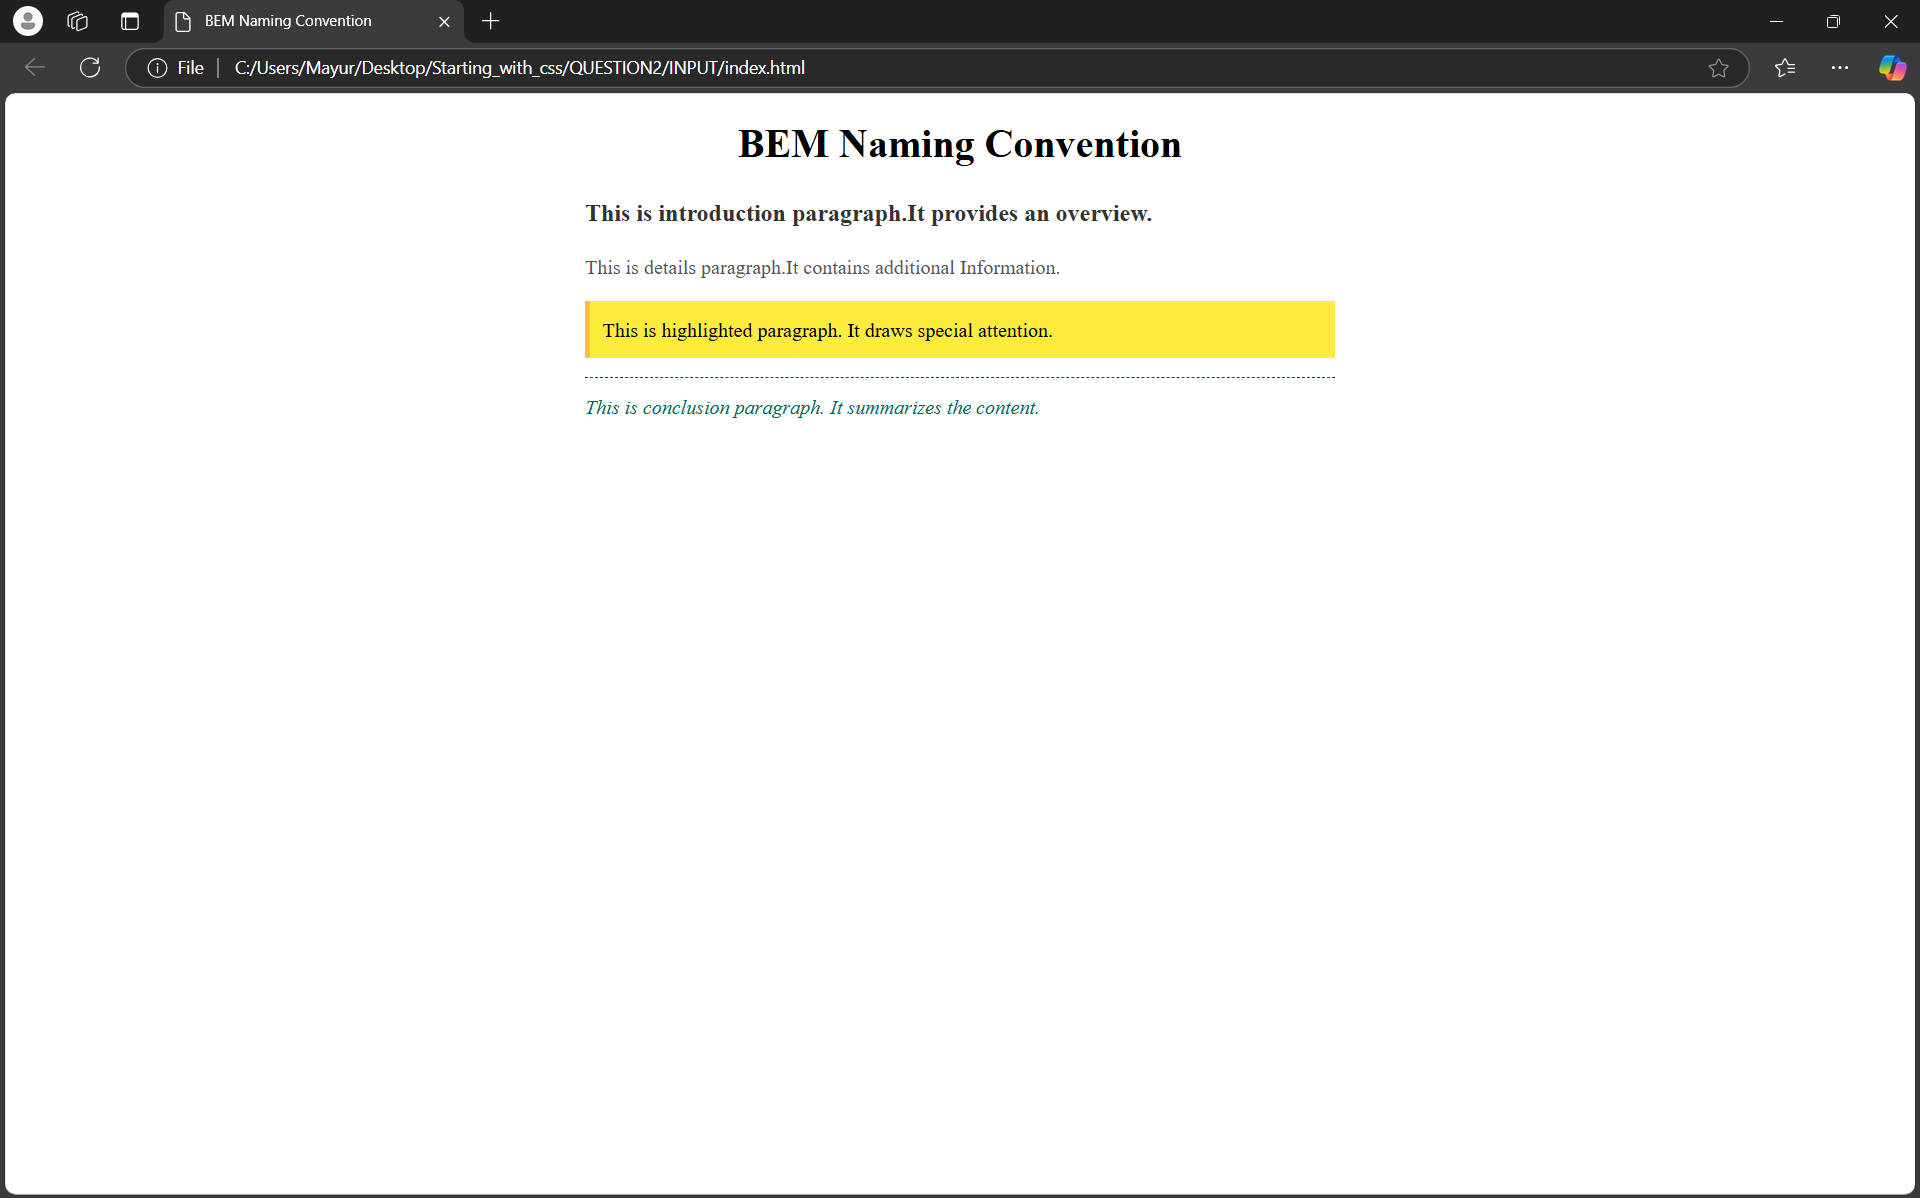 BEM Naming Convention
File
C:/Users/Mayur/Desktop/Starting_with_css/QUESTION2/INPUT/index.html
BEM Naming Convention
This is introduction paragraph.It provides an overview.
This is details paragraph.It contains additional Information.
This is highlighted paragraph. It draws special attention.
This is conclusion paragraph. It summarizes the content.